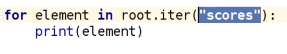 for element in root.iter("scores"):
    print(element)